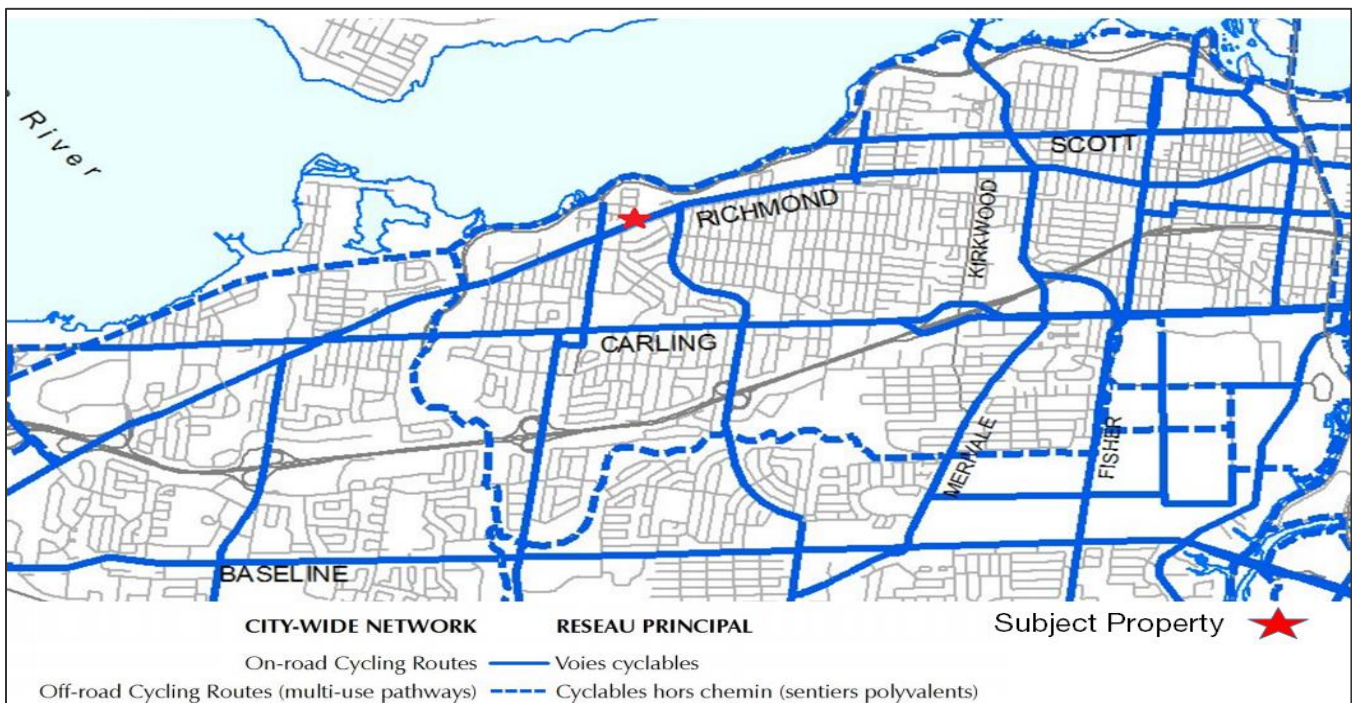 River
SCOTT
RICHMOND
KIRKWOOD
CARLING
MERIVALE
FISHER
BASELINE
CITY-WIDE NETWORK RESEAU PRINCIPAL
Subject Property
On-road Cycling Routes Voies cyclables
Off-road Cycling Routes (multi-use pathways) Cyclables hors chemin (sentiers polyvalents)